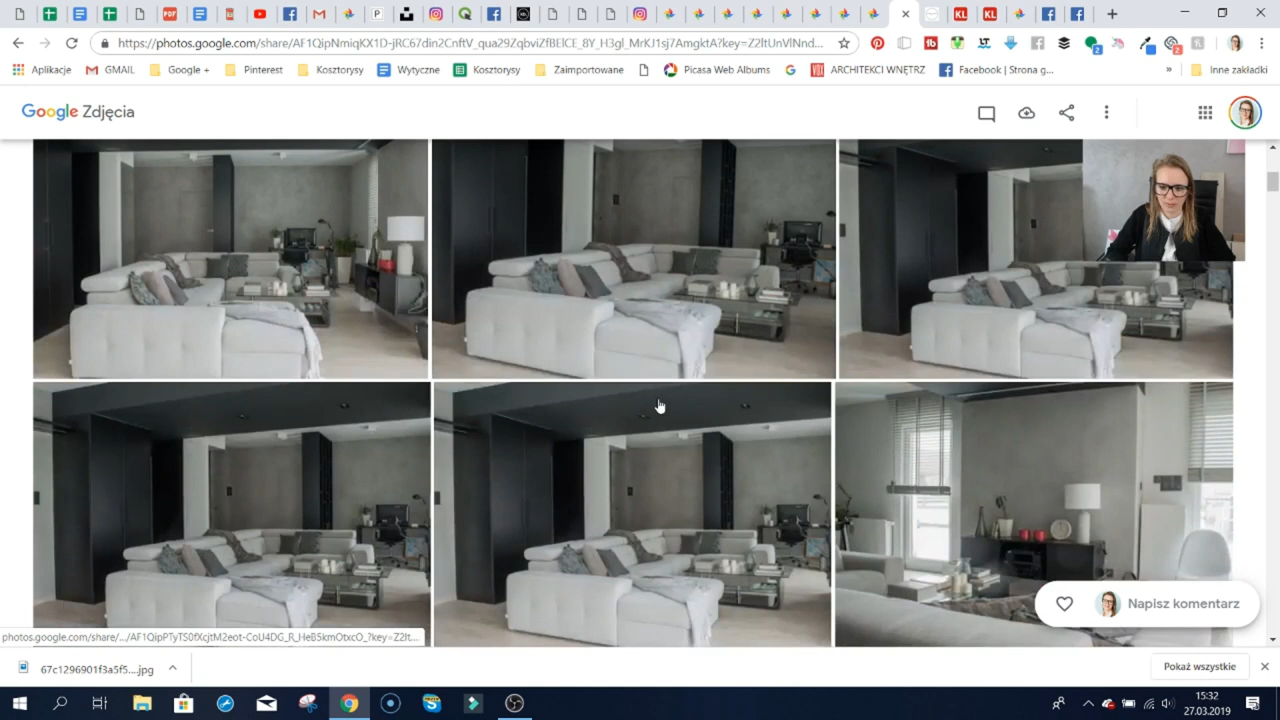 https://photos.google.com/share/AF1QipNmiqKX1D-jRC67din2CnftV_qua29ZqbviZfBElCE_8Y_H3gl_MrKJ1sj7AmgktA?key=Z2ltUnVlNnd...
Aplikacje GMAIL Google + Pinterest Kosztorysy Wytyczne Kosztorysy Zaimportowane Picasa Web Albums ARCHITEKCI WNĘTRZ Facebook | Strona g... » Inne zakładki
Google Zdjęcia
Napisz komentarz
photos.google.com/share/.../AF1QipPTyTS0fXcjtM2eot-CoU4DG_R_HeB5kmOtxcO_?key=Z2lt...
67c1296901f3a5f5....jpg
Pokaż wszystkie
15:32
27.03.2019